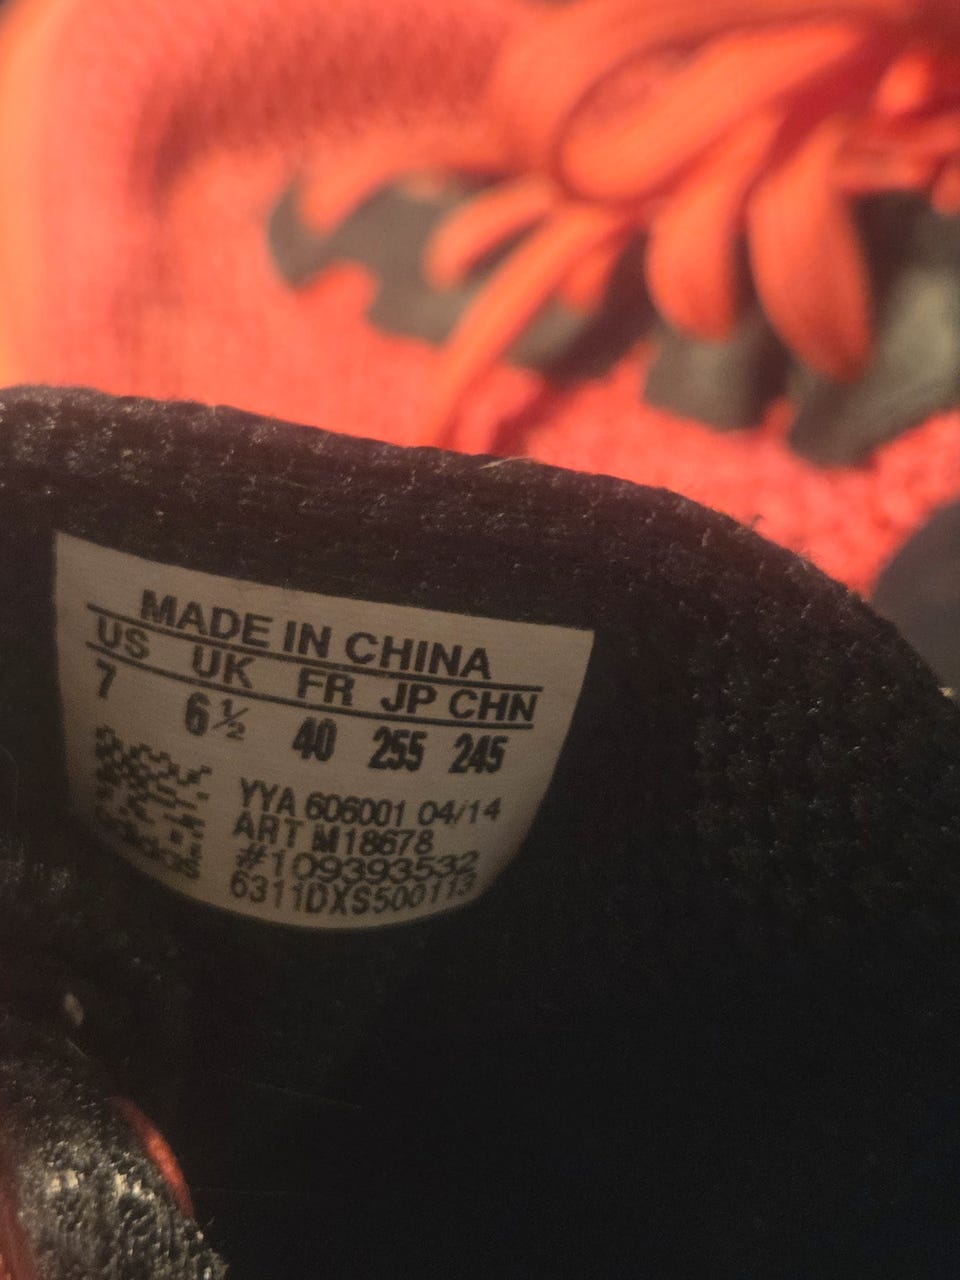 MADE IN CHINA
US UK FR JP CHN
7 6½ 40 255 245
YYA 606001 04/14
ART M18678
#109393532
6311DXS500113